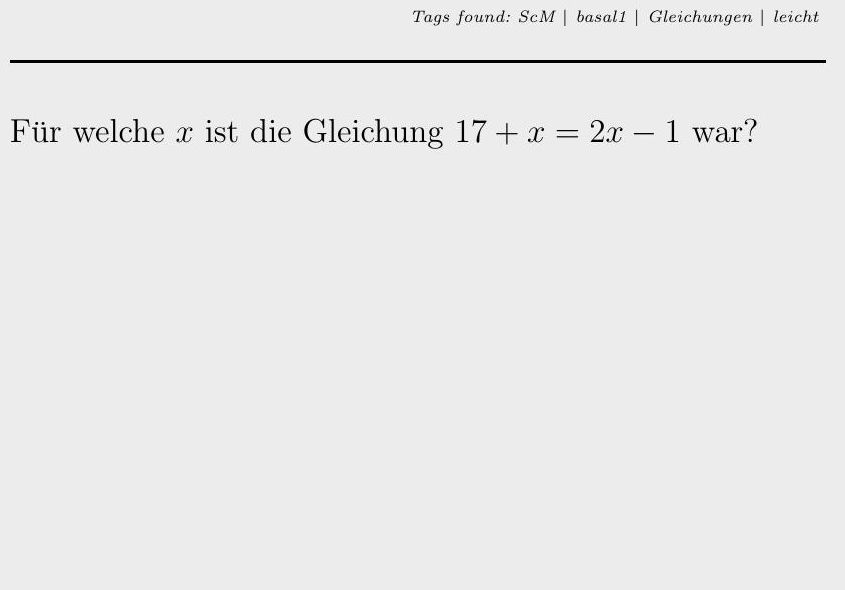 Tags found: ScM | basal1 | Gleichungen | leicht
Für welche x ist die Gleichung 17 + x = 2x − 1 war?